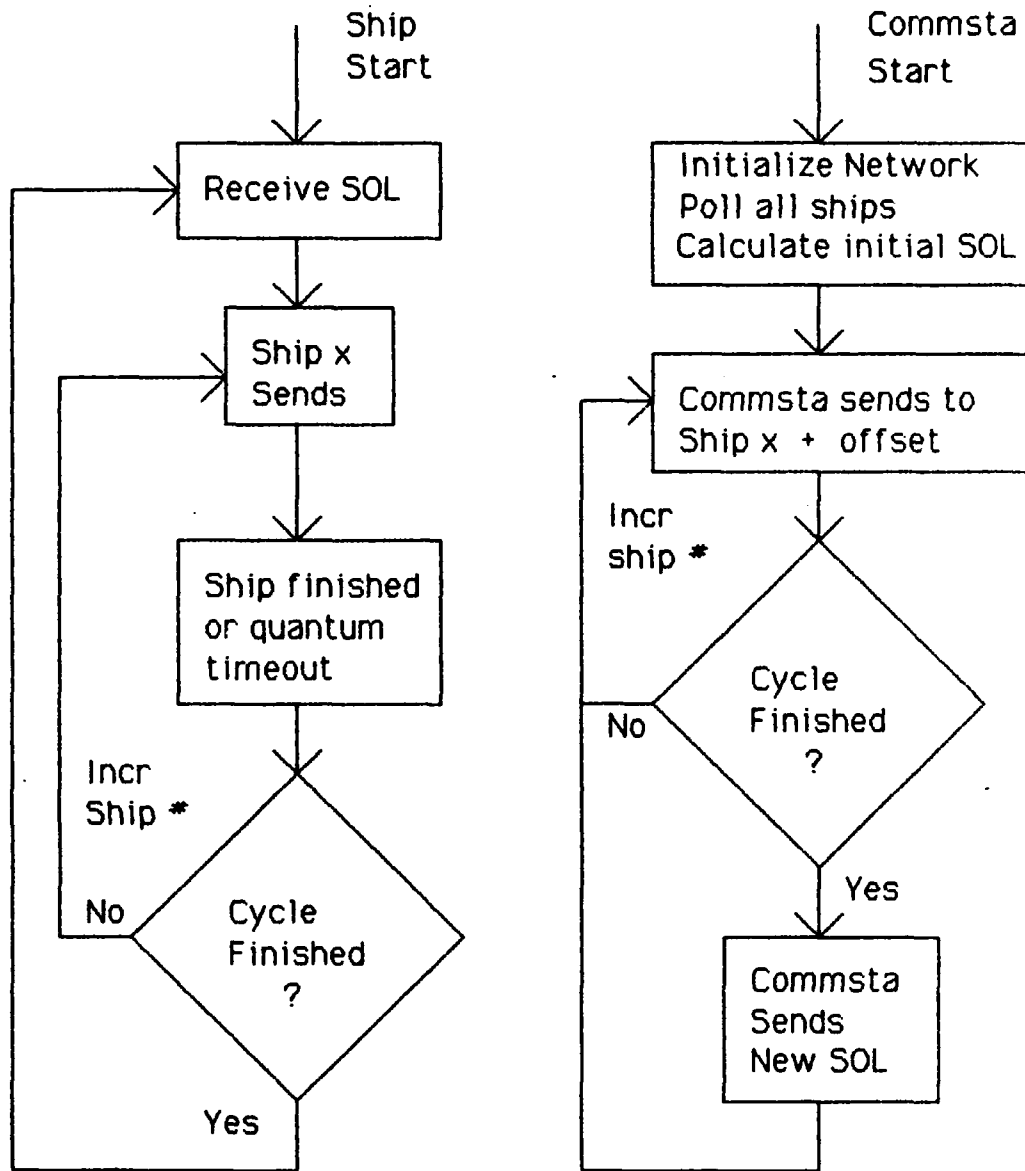 Ship
Start
Receive SOL
Ship x
Sends
Ship finished
or quantum
timeout
Incr
Ship #
No
Cycle
Finished
?
Yes
Commsta
Start
Initialize Network
Poll all ships
Calculate initial SOL
Commsta sends to
Ship x + offset
Incr
ship #
Cycle
Finished
?
No
Yes
Commsta
Sends
New SOL